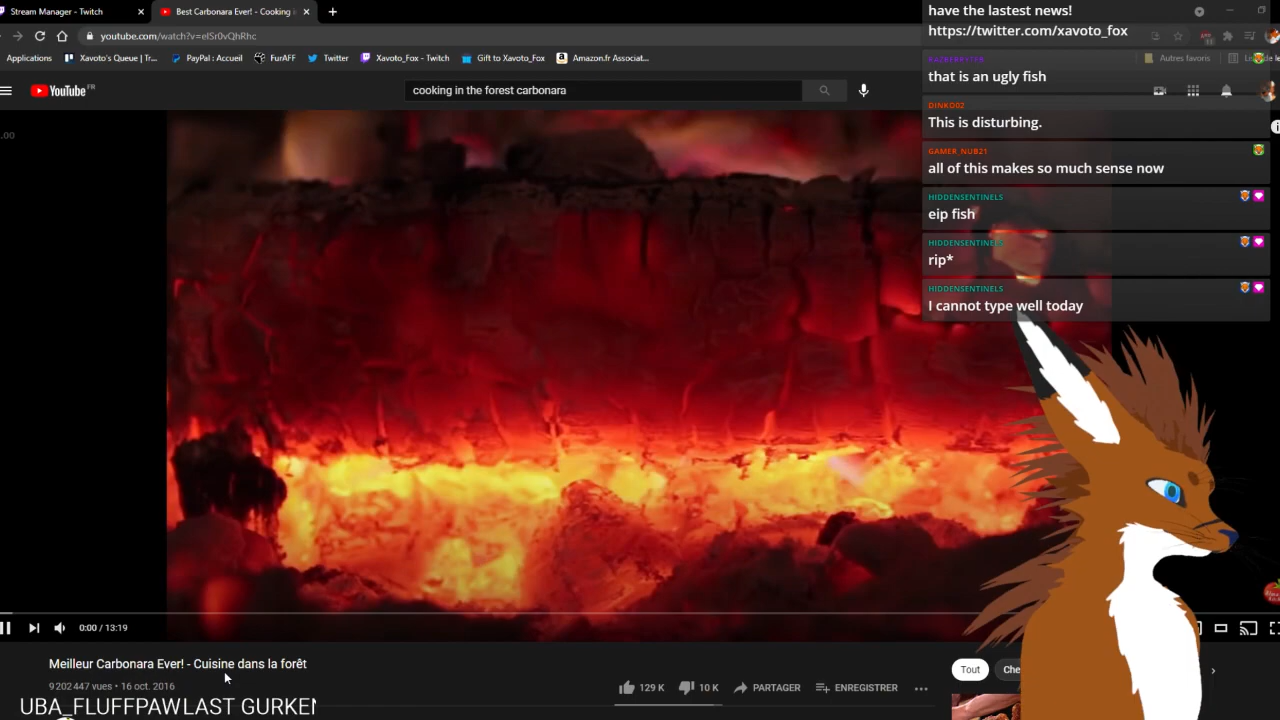 Stream Manager - Twitch
Best Carbonara Ever! - Cooking i
youtube.com/watch?v=eISr0vQhRhc
Applications
Xavoto's Queue | Tr...
PayPal : Accueil
FurAFF
Twitter
Xavoto_Fox - Twitch
Gift to Xavoto_Fox
Amazon.fr Associat...
Autres favoris
YouTube FR
cooking in the forest carbonara
.00
have the lastest news!
https://twitter.com/xavoto_fox
that is an ugly fish
DINKO02
This is disturbing.
GAMER_NUB21
all of this makes so much sense now
HIDDENSENTINELS
eip fish
HIDDENSENTINELS
rip*
HIDDENSENTINELS
I cannot type well today
0:00 / 13:19
Meilleur Carbonara Ever! - Cuisine dans la forêt
9 202 447 vues • 16 oct. 2016
129 K
10 K
PARTAGER
ENREGISTRER
Tout
Che
UBA_FLUFFPAWLAST GURKEN